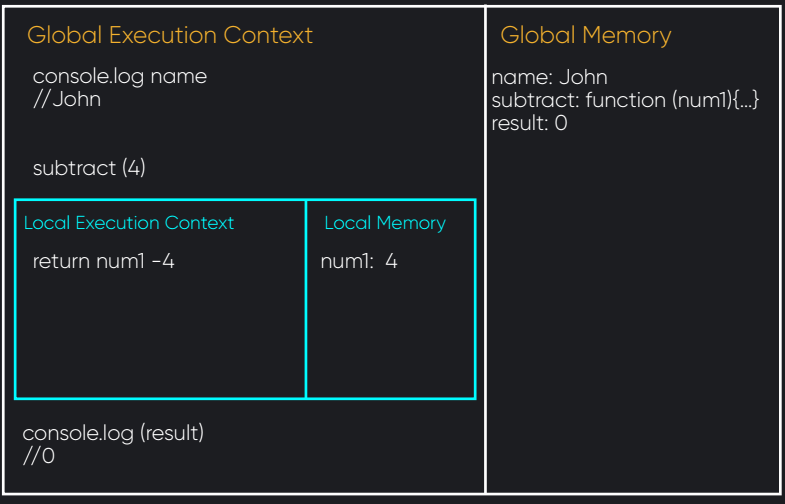 Global Execution Context
console.log name
//John
subtract (4)
Local Execution Context
return num1 -4
Local Memory
num1: 4
console.log (result)
//0
Global Memory
name: John
subtract: function (num1){...}
result: 0